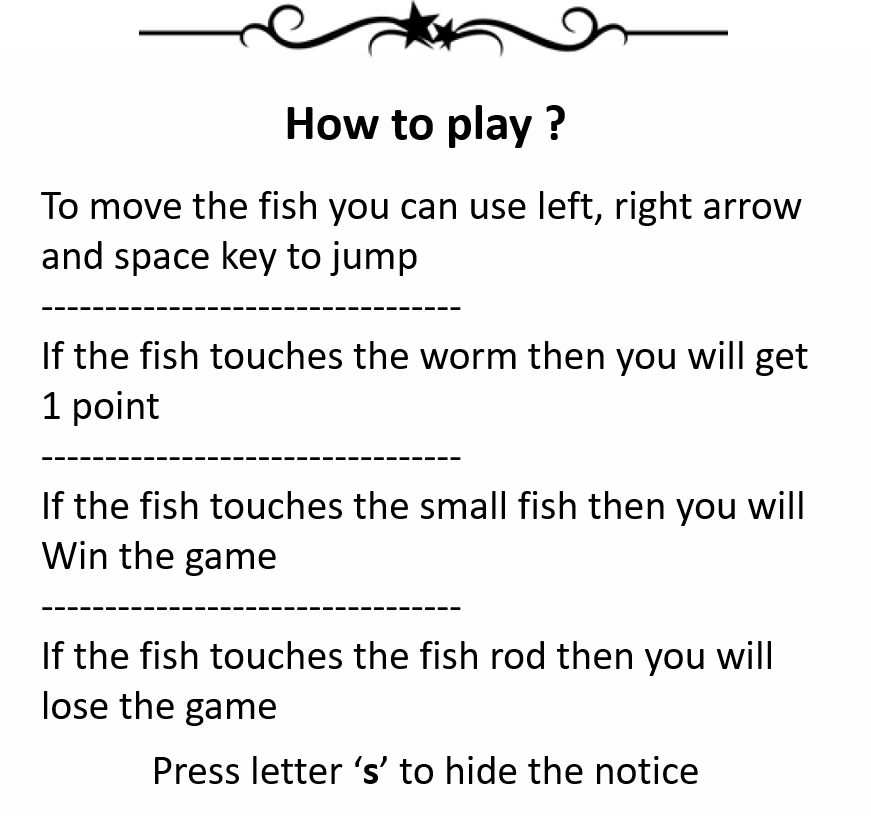 How to play ?
To move the fish you can use left, right arrow
and space key to jump
---------------------------------
If the fish touches the worm then you will get
1 point
---------------------------------
If the fish touches the small fish then you will
Win the game
---------------------------------
If the fish touches the fish rod then you will
lose the game
Press letter ‘s’ to hide the notice